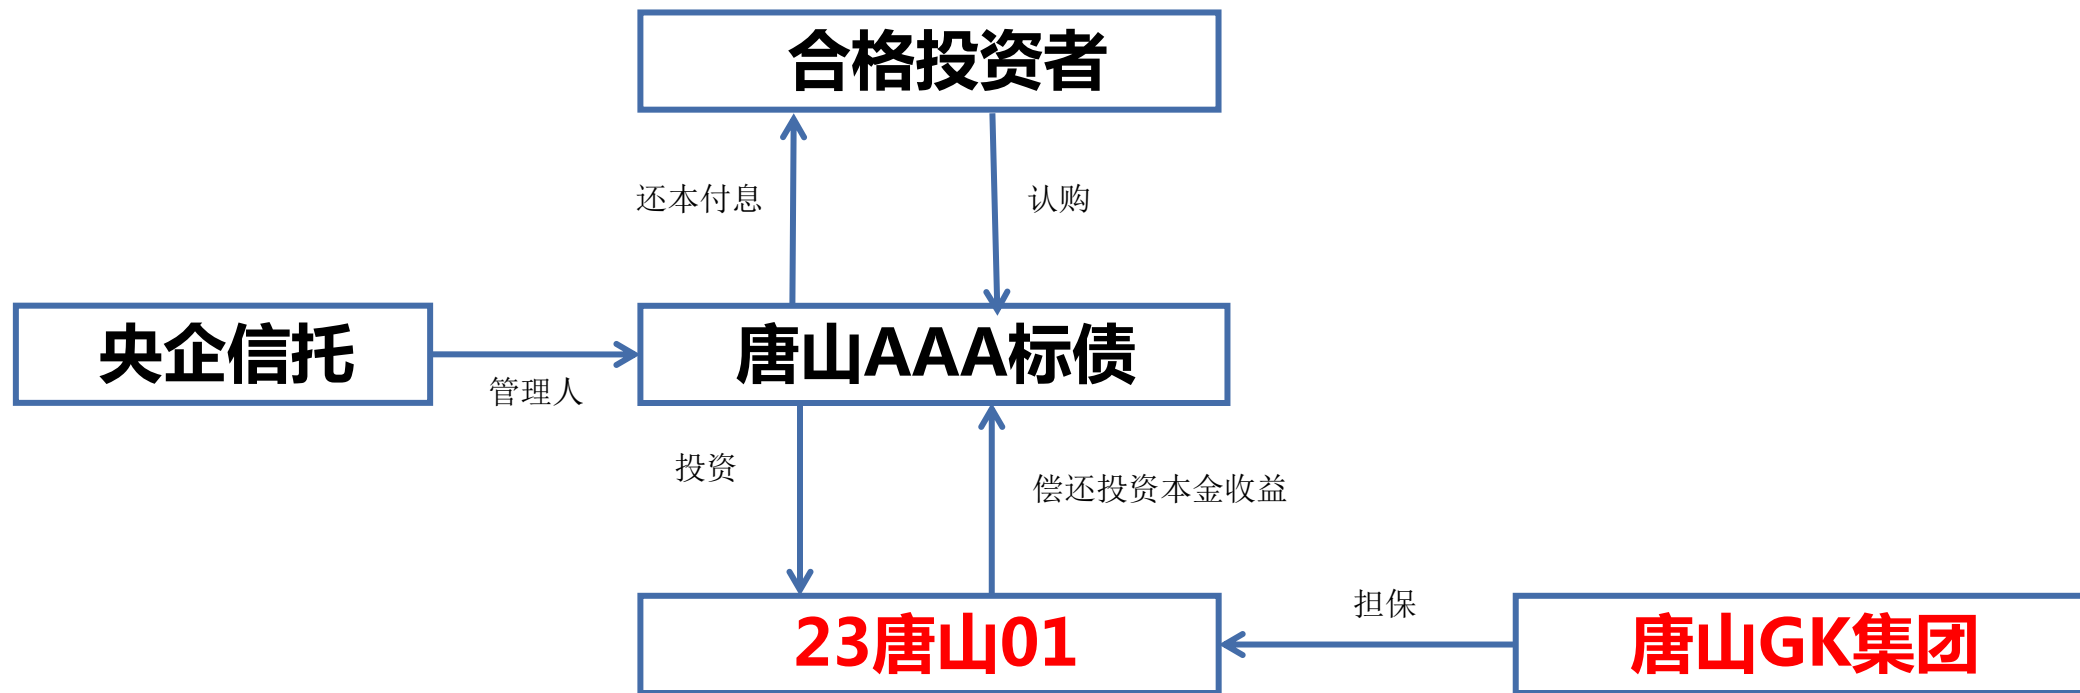 合格投资者
还本付息
认购
央企信托
管理人
唐山AAA标债
投资
偿还投资本金收益
担保
23唐山01
唐山GK集团